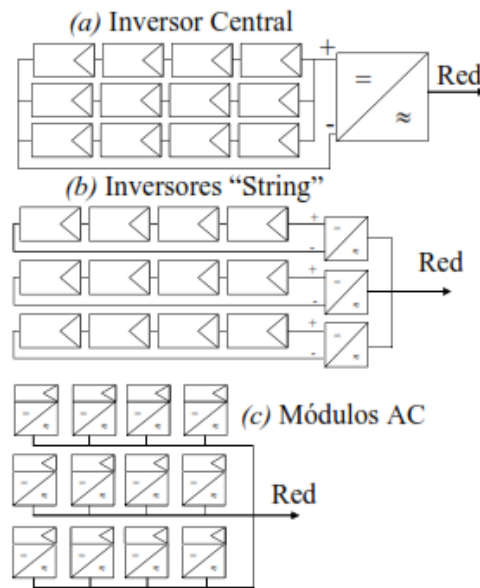 (a) Inversor Central
+
=
Red
≈
-
(b) Inversores “String”
+
=
-
≈
+
=
Red
-
≈
+
=
-
≈
(c) Módulos AC
= ≈ = ≈ = ≈ = ≈
= ≈ = ≈ = ≈ = ≈
Red
= ≈ = ≈ = ≈ = ≈